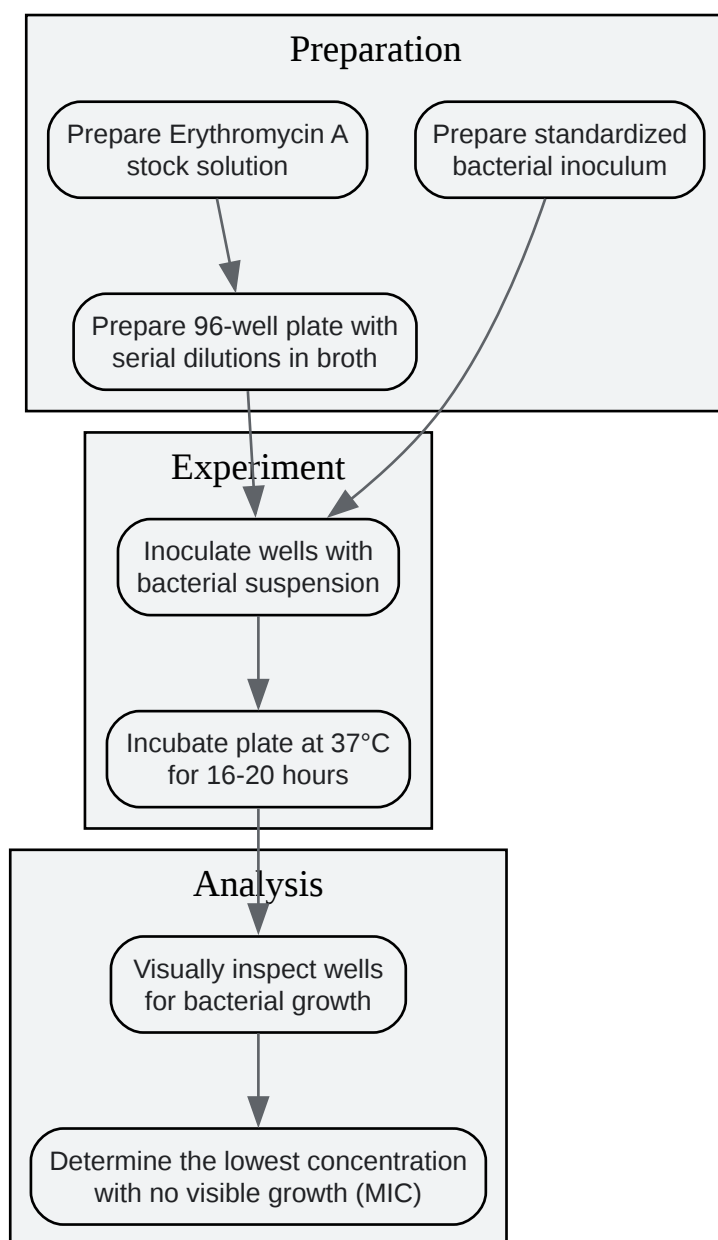 Preparation
Prepare Erythromycin A
stock solution
Prepare standardized
bacterial inoculum
Prepare 96-well plate with
serial dilutions in broth
Experiment
Inoculate wells with
bacterial suspension
Incubate plate at 37°C
for 16-20 hours
Analysis
Visually inspect wells
for bacterial growth
Determine the lowest concentration
with no visible growth (MIC)